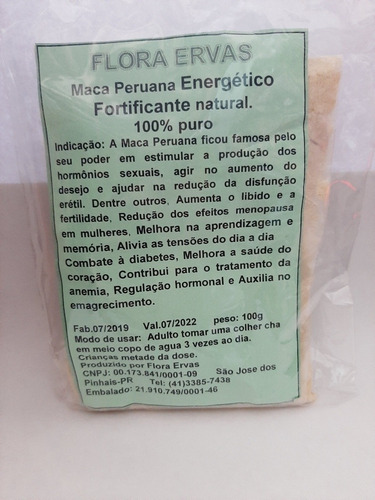 FLORA ERVAS
Maca Peruana Energético
Fortificante natural.
100% puro
Indicação: A Maca Peruana ficou famosa pelo
seu poder em estimular a produção dos
hormônios sexuais, agir no aumento do
desejo e ajudar na redução da disfunção
erétil. Dentre outros, Aumenta o libido e a
fertilidade, Redução dos efeitos menopausa
em mulheres, Melhora na aprendizagem e
memória, Alivia as tensões do dia a dia
Combate à diabetes, Melhora a saúde do
coração, Contribui para o tratamento da
anemia, Regulação hormonal e Auxilia no
emagrecimento.
Fab.07/2019 Val.07/2022 peso: 100g
Modo de usar: Adulto tomar uma colher cha
em meio copo de agua 3 vezes ao dia.
Crianças metade da dose.
Produzido por Flora Ervas
CNPJ: 00.173.841/0001-09 São Jose dos
Pinhais-PR Tel: (41)3385-7438
Embalado: 21.910.749/0001-46